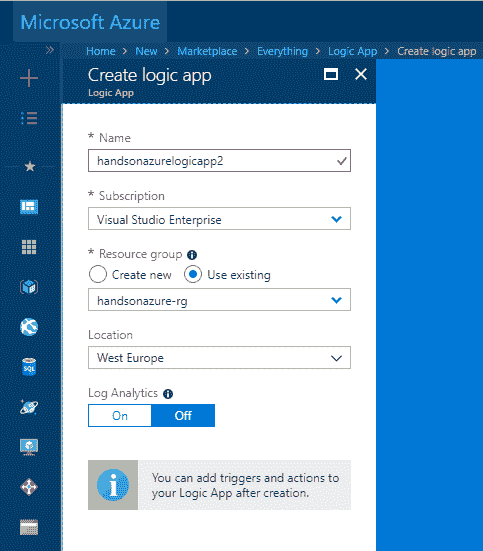 Microsoft Azure
Home > New > Marketplace > Everything > Logic App > Create logic app
Create logic app
Logic App
* Name
handsonazurelogicapp2
* Subscription
Visual Studio Enterprise
* Resource group
Create new Use existing
handsonazure-rg
Location
West Europe
Log Analytics
On Off
You can add triggers and actions to
your Logic App after creation.
SQL